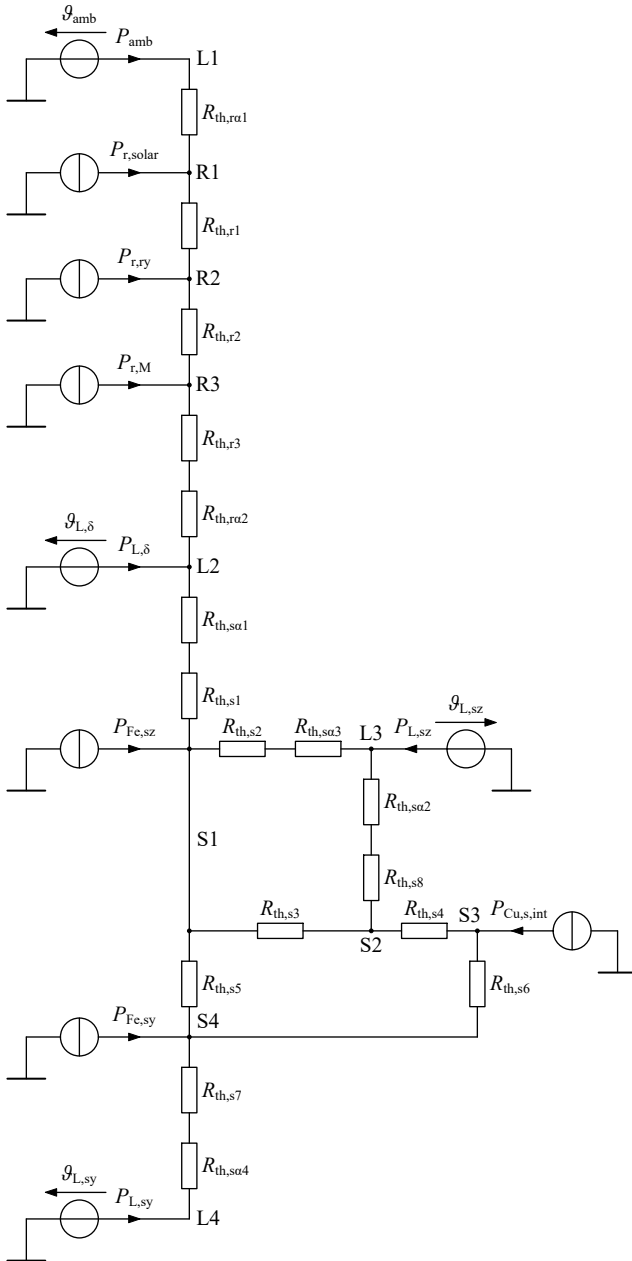 ϑamb
Pamb
L1
Rth,rα1
Pr,solar
R1
Rth,r1
Pr,ry
R2
Rth,r2
Pr,M
R3
Rth,r3
Rth,rα2
ϑL,δ
PL,δ
L2
Rth,sα1
Rth,s1
PFe,sz
Rth,s2
Rth,sα3
L3
PL,sz
ϑL,sz
Rth,sα2
S1
Rth,s8
Rth,s3
S2
Rth,s4
S3
PCu,s,int
Rth,s5
Rth,s6
PFe,sy
S4
Rth,s7
Rth,sα4
ϑL,sy
PL,sy
L4